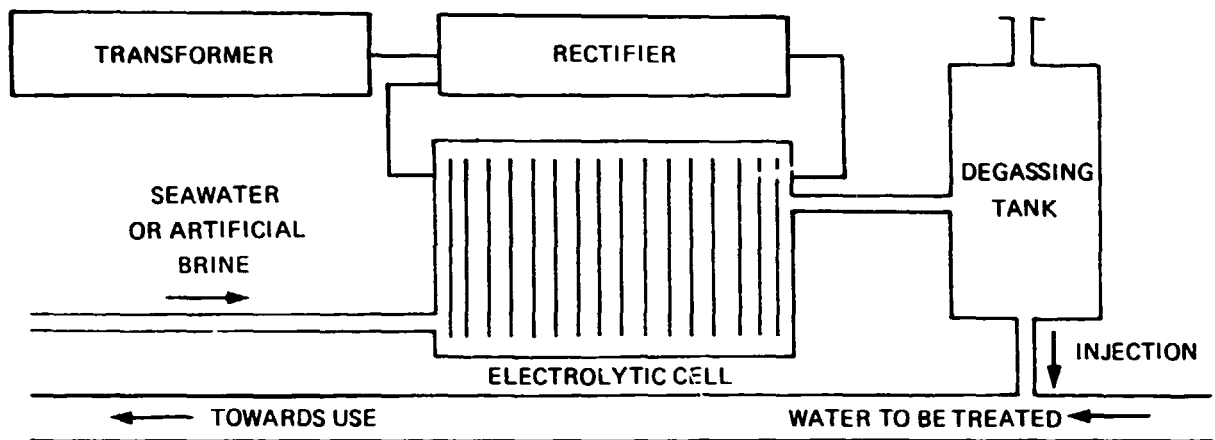 TRANSFORMER
RECTIFIER
SEAWATER
OR ARTIFICIAL
BRINE
DEGASSING
TANK
ELECTROLYTIC CELL
INJECTION
TOWARDS USE
WATER TO BE TREATED